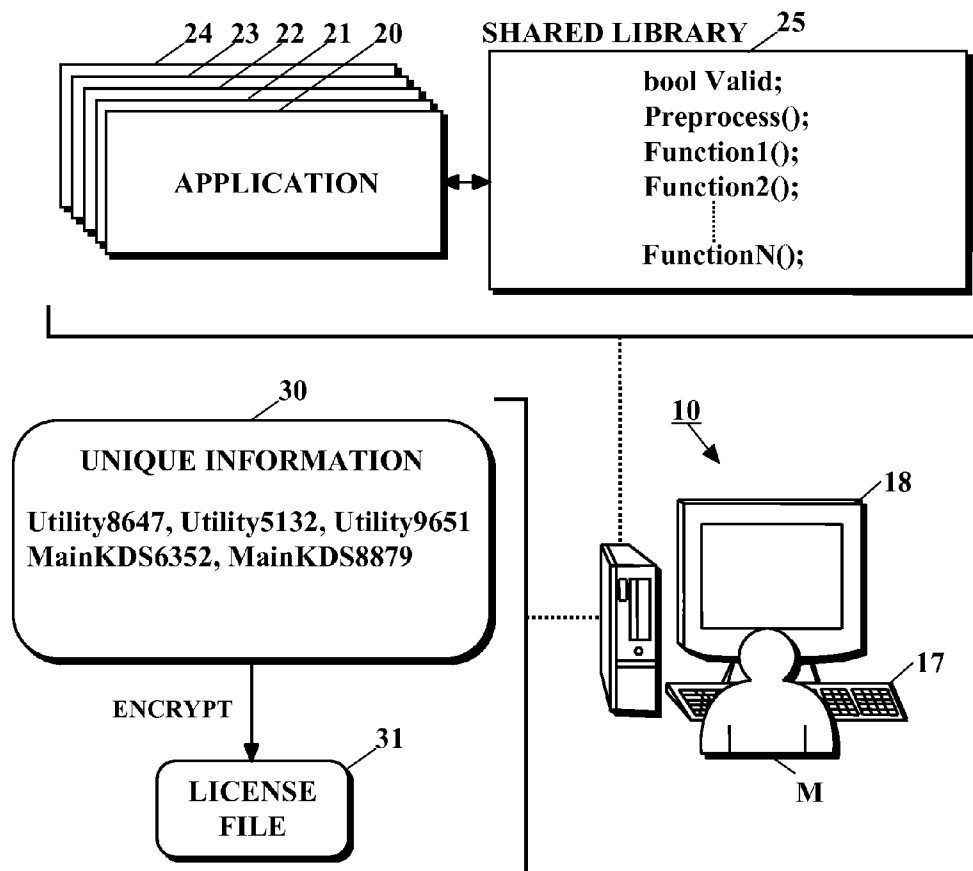 24 23 22 21 20
SHARED LIBRARY
25
APPLICATION
bool Valid;
Preprocess();
Function1();
Function2();
FunctionN();
30
UNIQUE INFORMATION
Utility8647, Utility5132, Utility9651
MainKDS6352, MainKDS8879
ENCRYPT
31
LICENSE
FILE
10
18
17
M